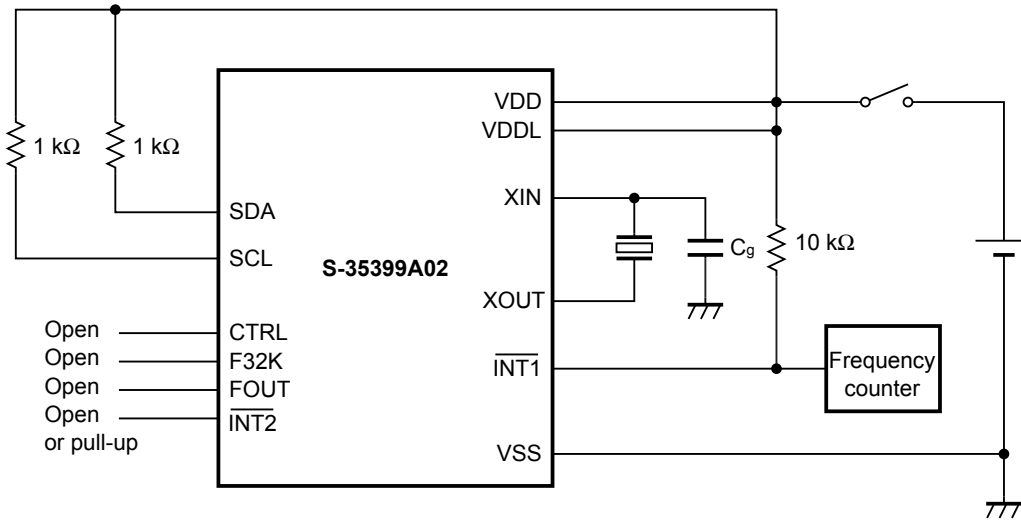 VDD
VDDL
1 kΩ
1 kΩ
XIN
SDA
10 kΩ
Cg
SCL
S-35399A02
XOUT
Open
CTRL
Open
F32K
INT1
Frequency
counter
Open
FOUT
Open
or pull-up
INT2
VSS